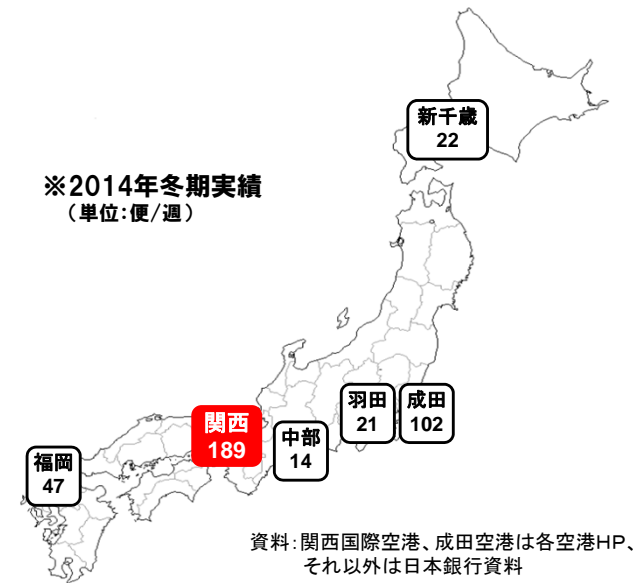 新千歳
22
※2014年冬期実績
（単位：便/週）
羽田
21
成田
102
関西
189
中部
14
福岡
47
資料：関西国際空港、成田空港は各空港HP、
それ以外は日本銀行資料